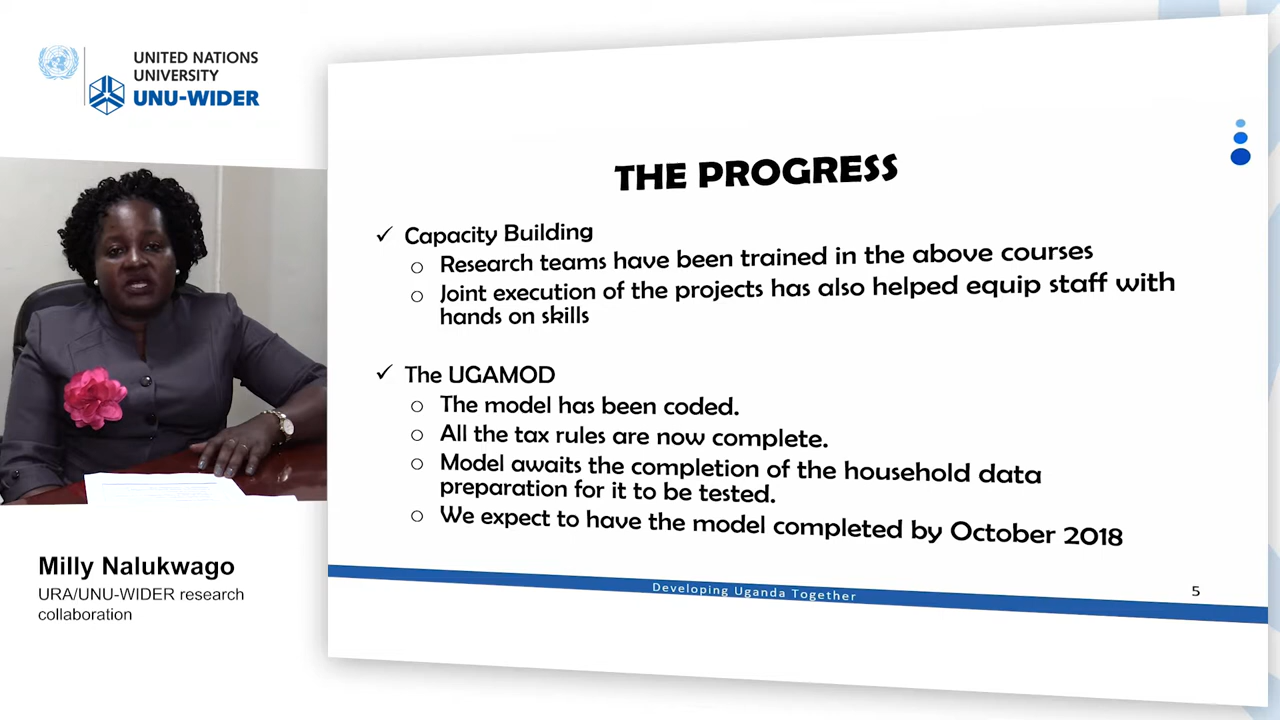 UNITED NATIONS
UNIVERSITY
UNU-WIDER
THE PROGRESS
✓ Capacity Building
o Research teams have been trained in the above courses
o Joint execution of the projects has also helped equip staff with
hands on skills
✓ The UGAMOD
o The model has been coded.
o All the tax rules are now complete.
o Model awaits the completion of the household data
preparation for it to be tested.
o We expect to have the model completed by October 2018
Developing Uganda Together
5
Milly Nalukwago
URA/UNU-WIDER research
collaboration